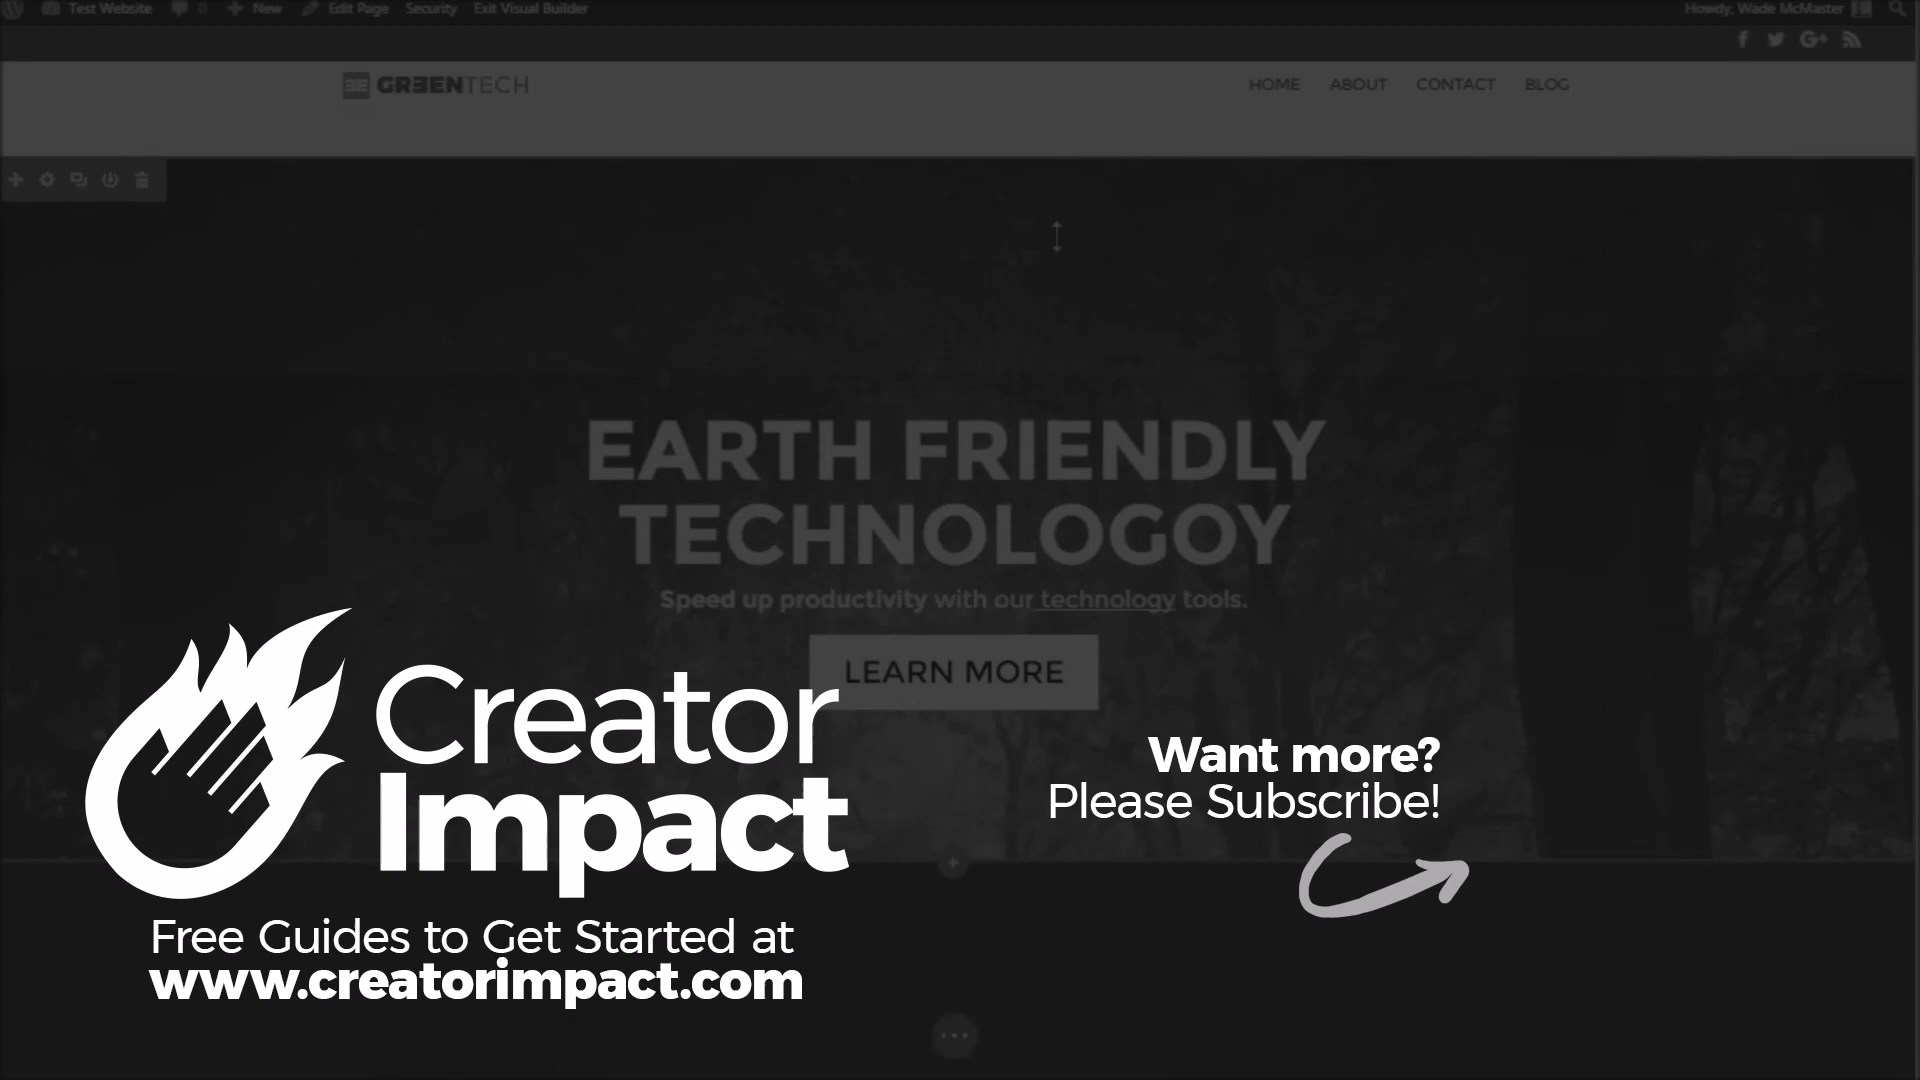 Test Website 0 New Edit Page Security Exit Visual Builder Howdy, Wade McMaster
f G+
GREENTECH HOME ABOUT CONTACT BLOG
EARTH FRIENDLY
TECHNOLOGOY
Speed up productivity with our technology tools.
LEARN MORE
Creator
Impact
Want more?
Please Subscribe!
Free Guides to Get Started at
www.creatorimpact.com